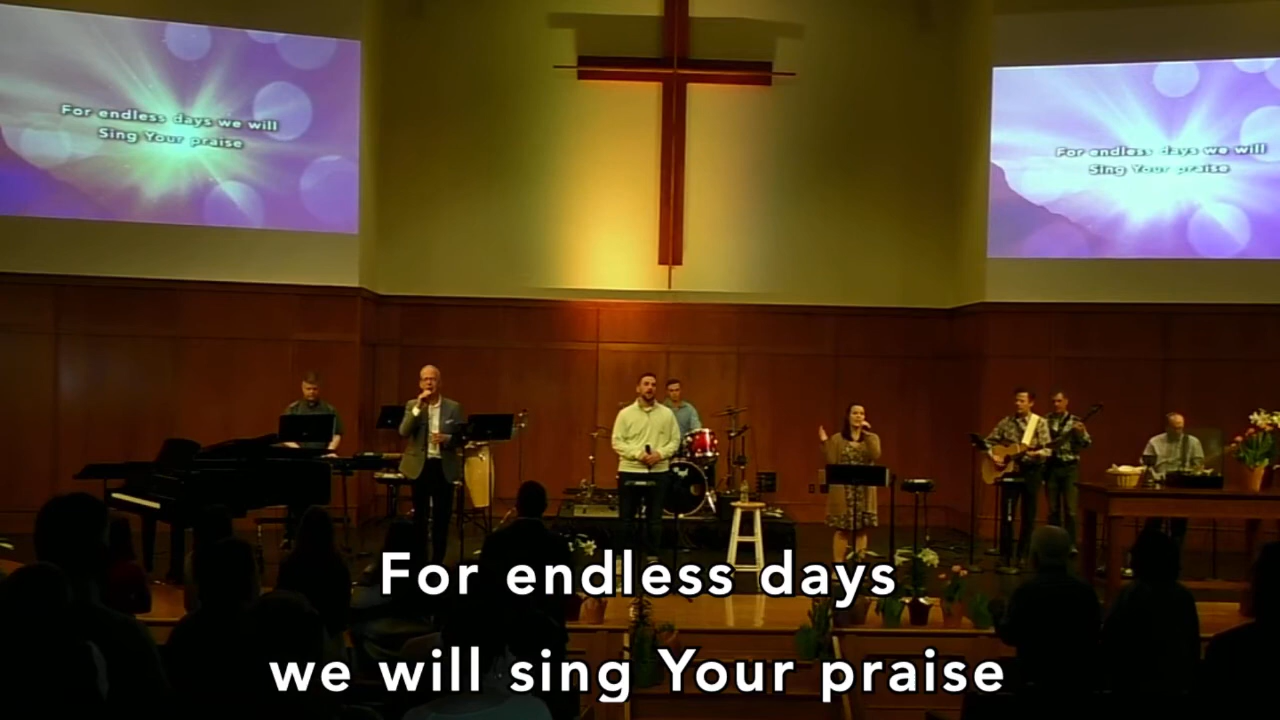 For endless days we will
Sing Your praise
For endless days we will
Sing Your praise
For endless days
we will sing Your praise